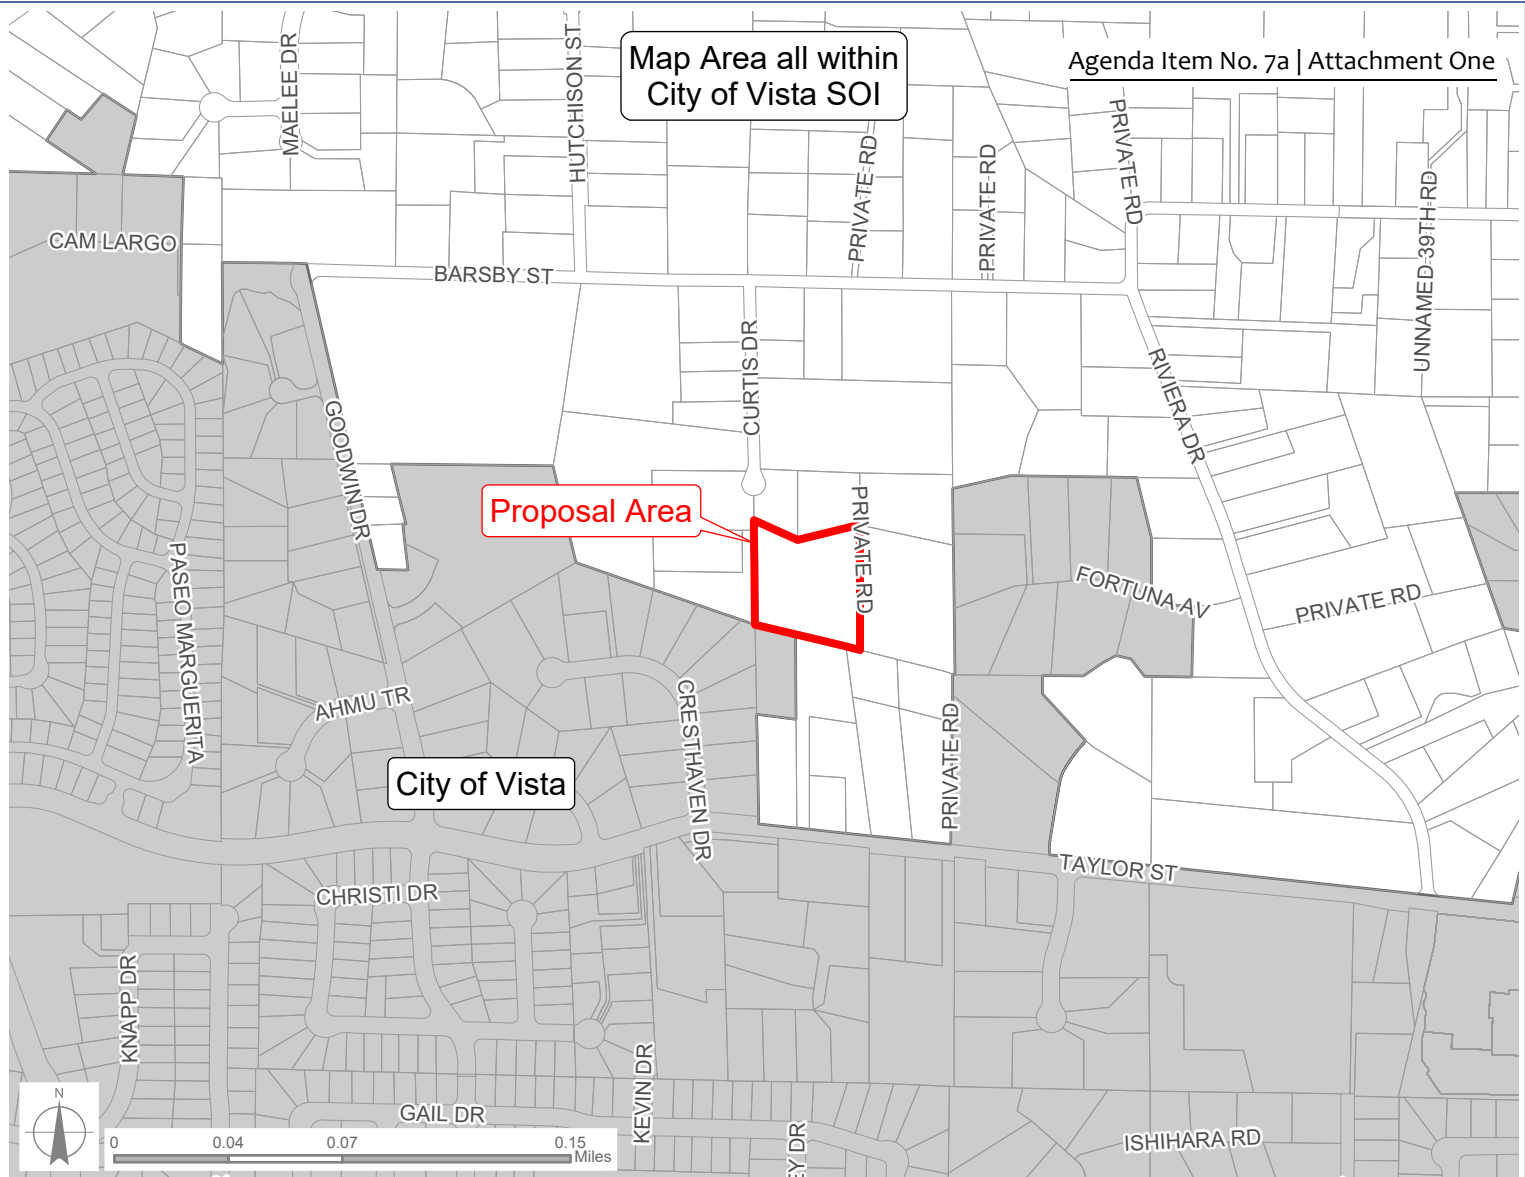 Map Area all within
City of Vista SOI
Agenda Item No. 7a | Attachment One
MAELEE DR
HUTCHISON ST
PRIVATE RD
PRIVATE RD
PRIVATE RD
UNNAMED 39TH RD
CAM LARGO
BARSBY ST
CURTIS DR
RIVIERA DR
GOODWIN DR
Proposal Area
PRIVATE RD
PASEO MARGUERITA
FORTUNA AV
PRIVATE RD
AHMU TR
CRESTHAVEN DR
PRIVATE RD
City of Vista
TAYLOR ST
CHRISTI DR
KNAPP DR
KEVIN DR
GAIL DR
EY DR
ISHIHARA RD
N
0 0.04 0.07 0.15
Miles